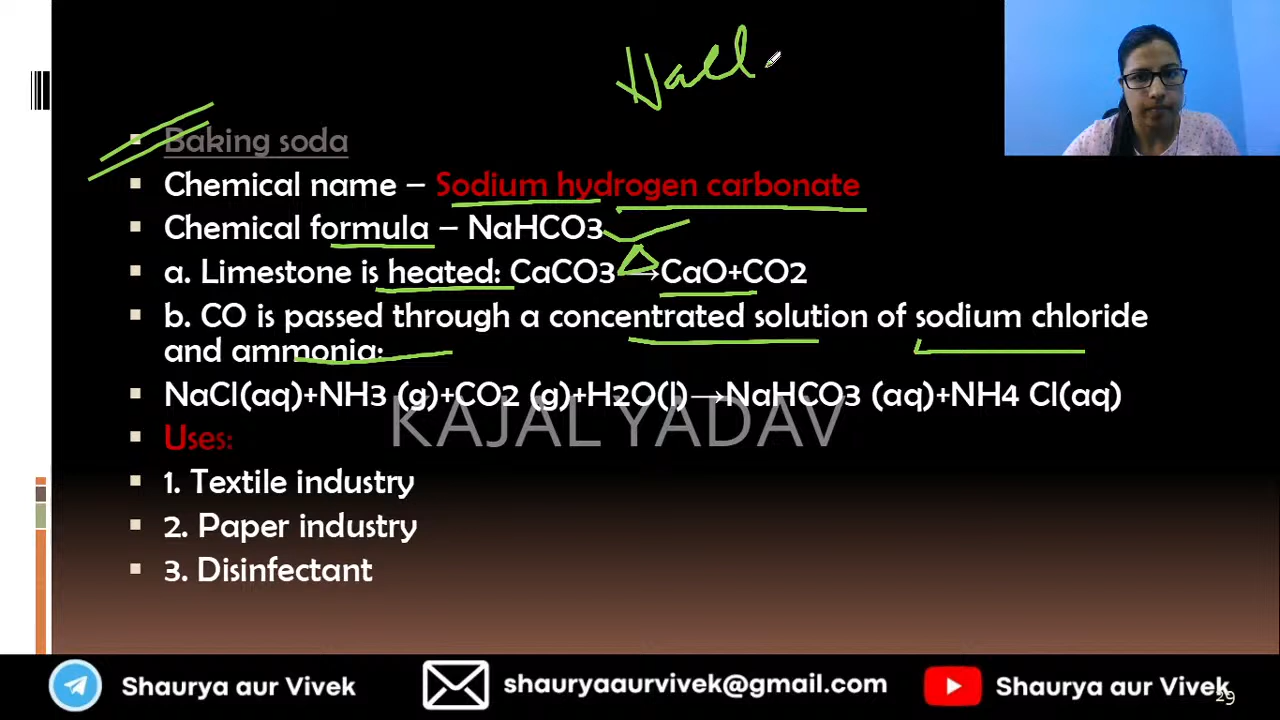 Baking soda
Chemical name – Sodium hydrogen carbonate
Chemical formula – NaHCO3
a. Limestone is heated: CaCO3 →CaO+CO2
b. CO is passed through a concentrated solution of sodium chloride
and ammonia:
NaCl(aq)+NH3 (g)+CO2 (g)+H2O(l)→NaHCO3 (aq)+NH4 Cl(aq)
KAJAL YADAV
Uses:
1. Textile industry
2. Paper industry
3. Disinfectant
Shaurya aur Vivek
shauryaaurvivek@gmail.com
Shaurya aur Vivek
29